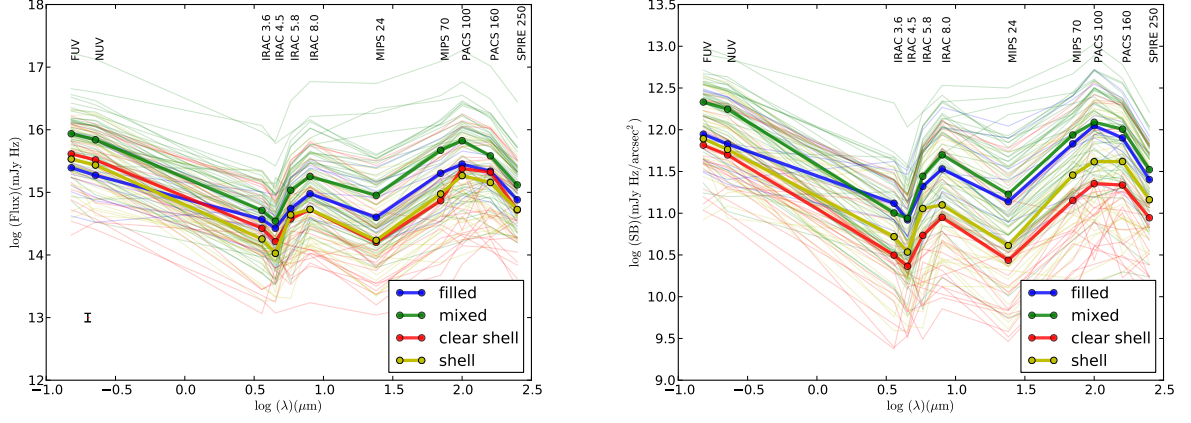 18
17
16
15
14
13
12
log (Flux)(mJy Hz)
FUV
NUV
IRAC 3.6
IRAC 4.5
IRAC 5.8
IRAC 8.0
MIPS 24
MIPS 70
PACS 100
PACS 160
SPIRE 250
filled
mixed
clear shell
shell
−1.0 −0.5 0.0 0.5 1.0 1.5 2.0 2.5
log (λ)(μm)
13.5
13.0
12.5
12.0
11.5
11.0
10.5
10.0
9.5
9.0
log (SB)(mJy Hz/arcsec²)
FUV
NUV
IRAC 3.6
IRAC 4.5
IRAC 5.8
IRAC 8.0
MIPS 24
MIPS 70
PACS 100
PACS 160
SPIRE 250
filled
mixed
clear shell
shell
−1.0 −0.5 0.0 0.5 1.0 1.5 2.0 2.5
log (λ)(μm)